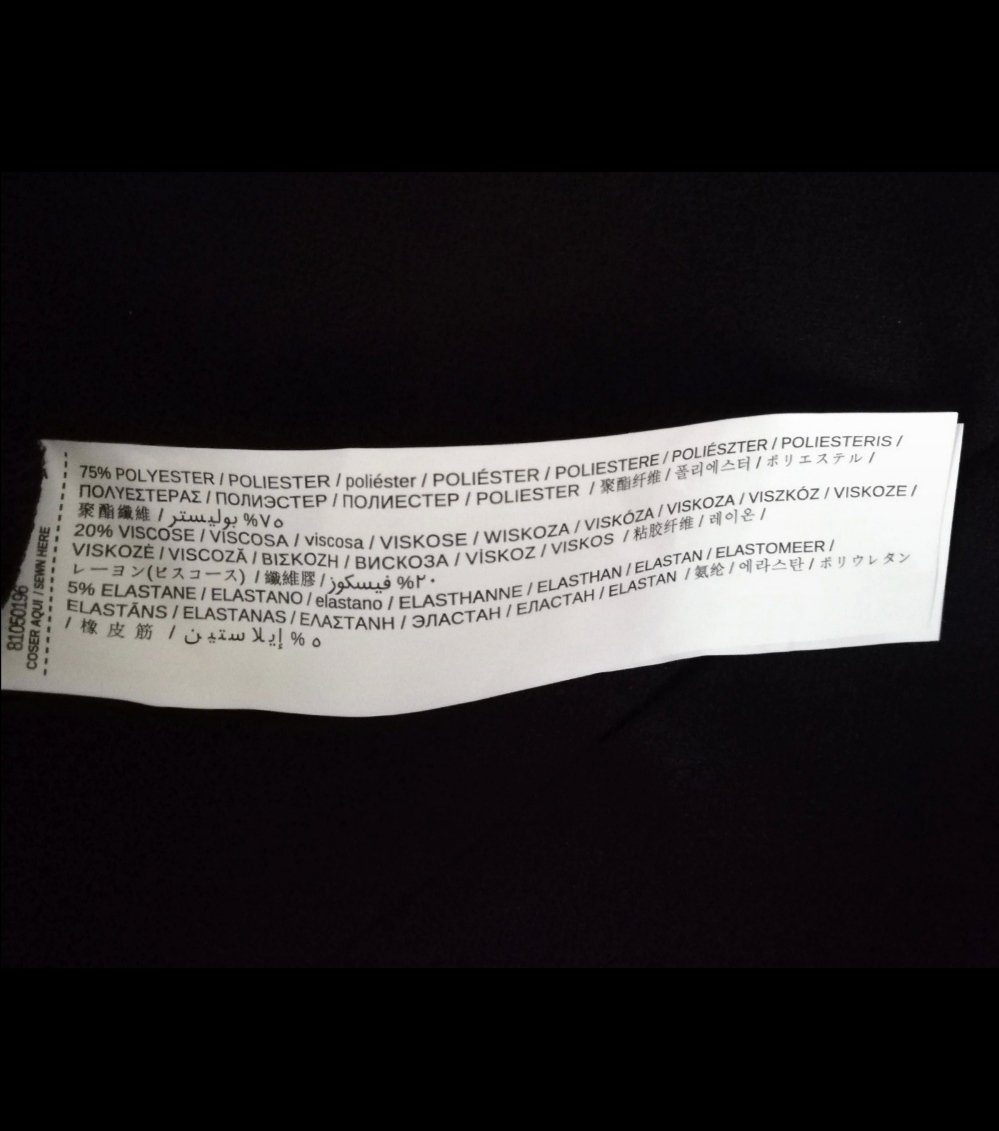 75% POLYESTER / POLIESTER / poliéster / POLIÉSTER / POLIESTERE / POLIÉSZTER / POLIESTERIS /
ΠΟΛΥΕΣΤΕΡΑΣ / ПОЛИЭСТЕР / ПОЛИЕСТЕР / POLIESTER / 聚酯纤维 / 폴리에스터 / ポリエステル /
聚酯纖維 / ٧٥% بوليستر
20% VISCOSE / VISCOSA / viscosa / VISKOSE / WISKOZA / VISKÓZA / VISKOZA / VISZKÓZ / VISKOZE /
VISKOZĖ / VISCOZĂ / ΒΙΣΚΟΖΗ / ВИСКОЗА / VİSKOZ / VISKOS / 粘胶纤维 / 레이온 /
レーヨン(ビスコース) / 纖維膠 / ٢٠% فيسكوز
5% ELASTANE / ELASTANO / elastano / ELASTHANNE / ELASTHAN / ELASTAN / ELASTOMEER /
ELASTĀNS / ELASTANAS / ΕΛΑΣΤΑΝΗ / ЭЛАСТАН / ЕЛАСТАН / ELASTAN / 氨纶 / 에라스탄 / ポリウレタン
/ 橡皮筋 / ٥% إيلاستين
81050196
COSER AQUI / SEWN HERE